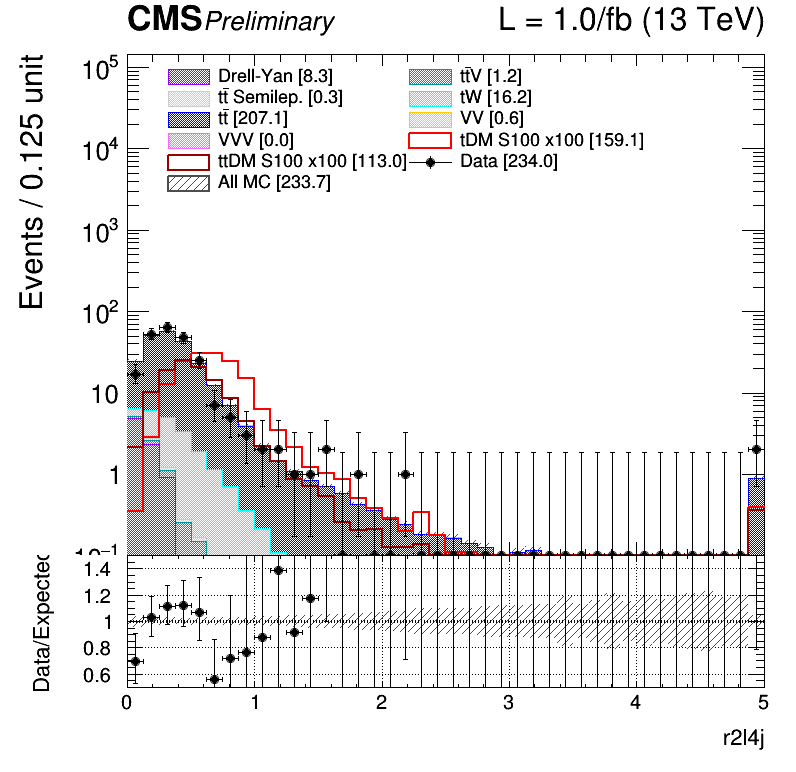 CMS Preliminary L = 1.0/fb (13 TeV)
Events / 0.125 unit
10⁵
10⁴
10³
10²
10
1
10⁻¹
Drell-Yan [8.3]
tt̄ Semilep. [0.3]
tt̄ [207.1]
VVV [0.0]
ttDM S100 x100 [113.0]
All MC [233.7]
tt̄V [1.2]
tW [16.2]
VV [0.6]
tDM S100 x100 [159.1]
Data [234.0]
Data/Expected
1.4
1.2
1
0.8
0.6
0 1 2 3 4 5
r2l4j